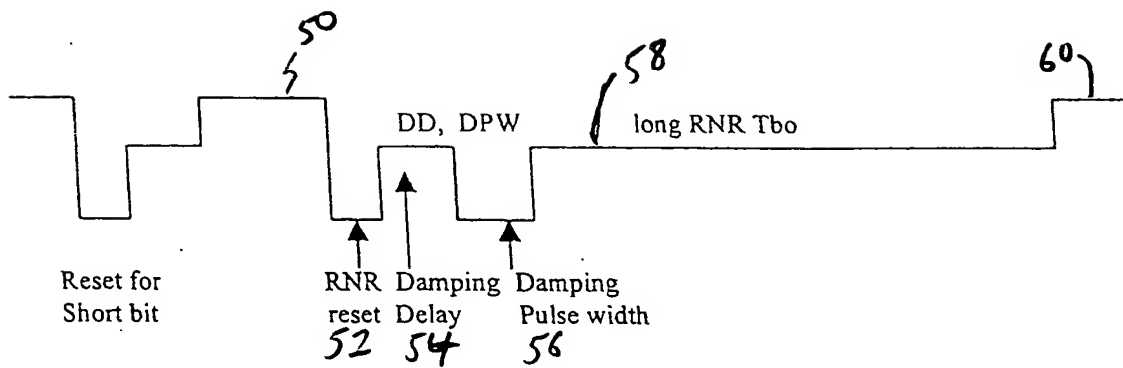 50
58
60
DD, DPW
long RNR Tbo
Reset for
Short bit
RNR
reset
52
Damping
Delay
54
Damping
Pulse width
56